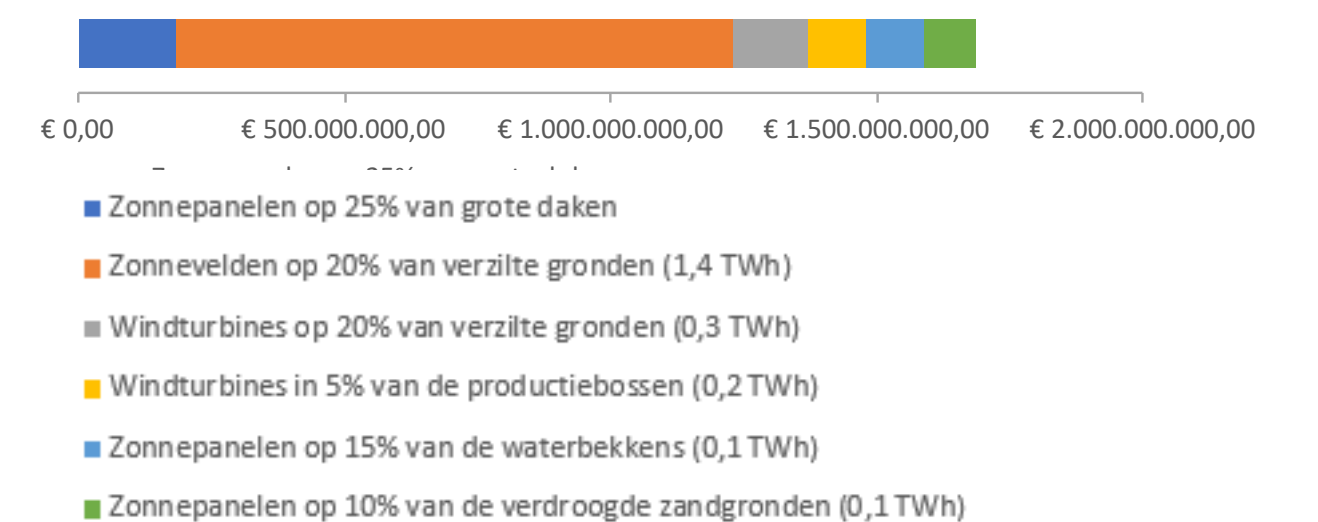 € 0,00 € 500.000.000,00 € 1.000.000.000,00 € 1.500.000.000,00 € 2.000.000.000,00
Zonnepanelen op 25% van grote daken
Zonnevelden op 20% van verzilte gronden (1,4 TWh)
Windturbines op 20% van verzilte gronden (0,3 TWh)
Windturbines in 5% van de productiebossen (0,2 TWh)
Zonnepanelen op 15% van de waterbekkens (0,1 TWh)
Zonnepanelen op 10% van de verdroogde zandgronden (0,1 TWh)